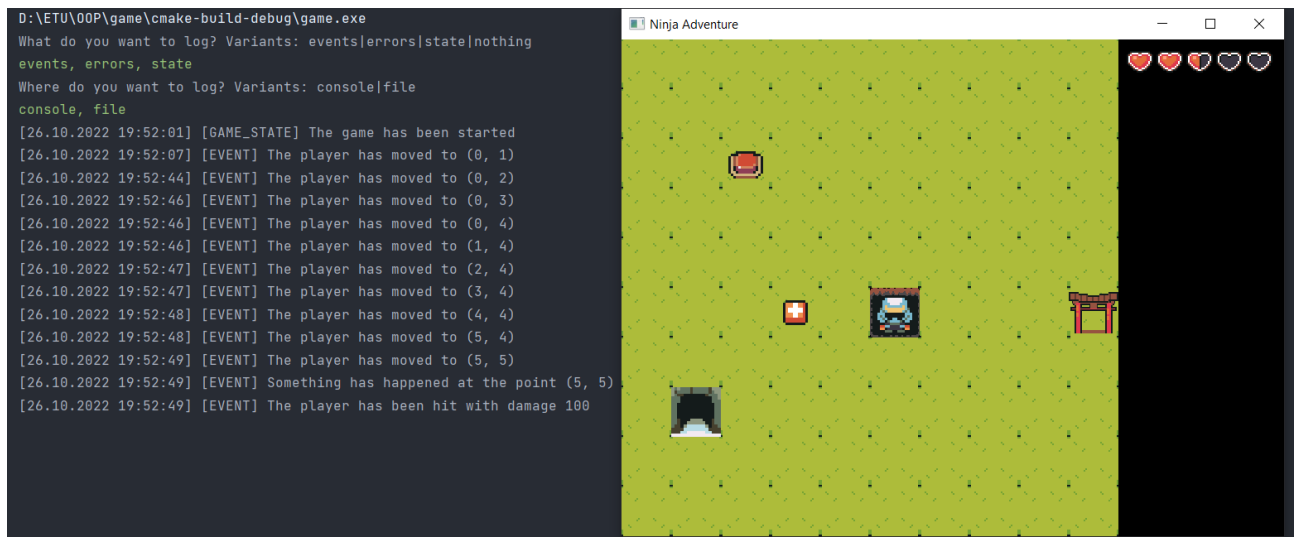 D:\ETU\OOP\game\cmake-build-debug\game.exe
What do you want to log? Variants: events|errors|state|nothing
events, errors, state
Where do you want to log? Variants: console|file
console, file
[26.10.2022 19:52:01] [GAME_STATE] The game has been started
[26.10.2022 19:52:07] [EVENT] The player has moved to (0, 1)
[26.10.2022 19:52:44] [EVENT] The player has moved to (0, 2)
[26.10.2022 19:52:46] [EVENT] The player has moved to (0, 3)
[26.10.2022 19:52:46] [EVENT] The player has moved to (0, 4)
[26.10.2022 19:52:46] [EVENT] The player has moved to (1, 4)
[26.10.2022 19:52:47] [EVENT] The player has moved to (2, 4)
[26.10.2022 19:52:47] [EVENT] The player has moved to (3, 4)
[26.10.2022 19:52:48] [EVENT] The player has moved to (4, 4)
[26.10.2022 19:52:48] [EVENT] The player has moved to (5, 4)
[26.10.2022 19:52:49] [EVENT] The player has moved to (5, 5)
[26.10.2022 19:52:49] [EVENT] Something has happened at the point (5, 5)
[26.10.2022 19:52:49] [EVENT] The player has been hit with damage 100
Ninja Adventure